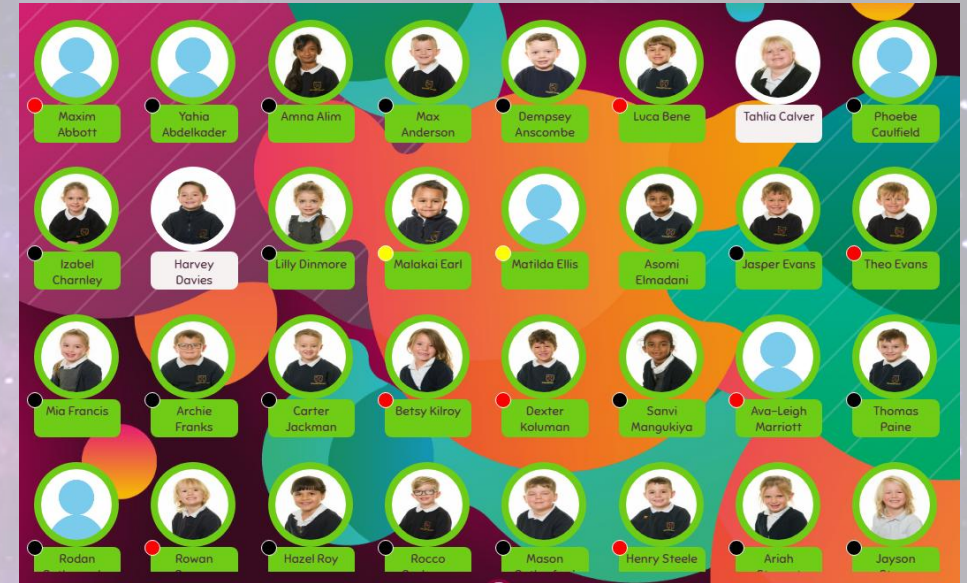 Maxim
Abbott
Yahia
Abdelkader
Amna Alim
Max
Anderson
Dempsey
Anscombe
Luca Bene
Tahlia Calver
Phoebe
Caulfield
Izabel
Charnley
Harvey
Davies
Lilly Dinmore
Malakai Earl
Matilda Ellis
Asomi
Elmadani
Jasper Evans
Theo Evans
Mia Francis
Archie
Franks
Carter
Jackman
Betsy Kilroy
Dexter
Koluman
Sanvi
Mangukiya
Ava-Leigh
Marriott
Thomas
Paine
Rodan
Rowan
Hazel Roy
Rocco
Mason
Henry Steele
Ariah
Jayson